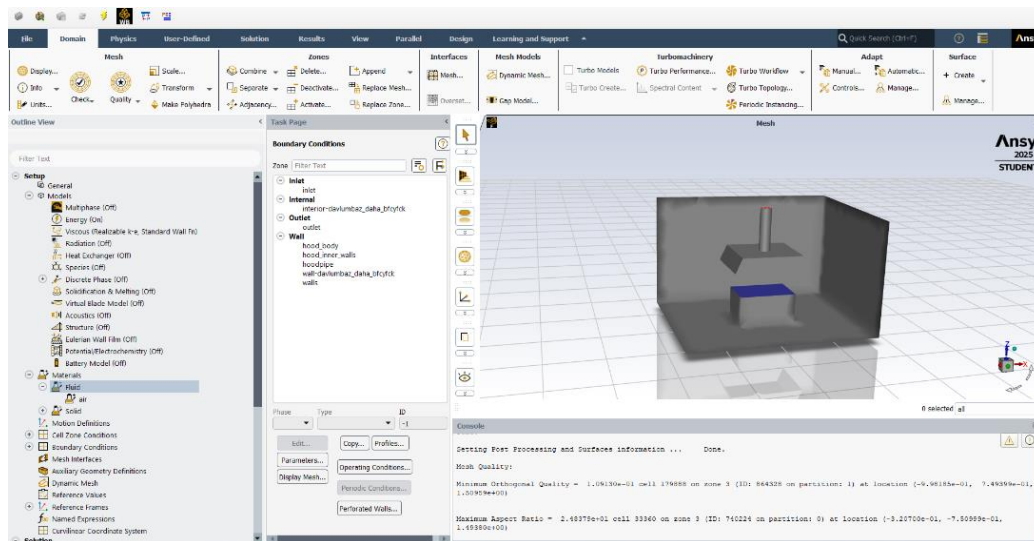 File Domain Physics User-Defined Solution Results View Parallel Design Learning and Support Quick Search (Ctrl+F) Ans
Mesh Zones Interfaces Mesh Models Turbomachinery Adapt Surface
Display... Scale... Combine Delete... Append Mesh... Dynamic Mesh... Turbo Models Turbo Performance... Turbo Workflow Manual... Automatic... + Create
Info Check Quality Transform Separate Deactivate... Replace Mesh... Turbo Create... Spectral Content Turbo Topology... Controls... Manage...
Units... Make Polyhedra Adjacency... Activate... Replace Zone... Overset... Gap Model... Periodic Instancing... Manage...
Outline View
Filter Text
Setup
General
Models
Multiphase (Off)
Energy (On)
Viscous (Realizable k-e, Standard Wall Fn)
Radiation (Off)
Heat Exchanger (Off)
Species (Off)
Discrete Phase (Off)
Solidification & Melting (Off)
Virtual Blade Model (Off)
Acoustics (Off)
Structure (Off)
Eulerian Wall Film (Off)
Potential/Electrochemistry (Off)
Battery Model (Off)
Materials
Fluid
air
Solid
Motion Definitions
Cell Zone Conditions
Boundary Conditions
Mesh Interfaces
Auxiliary Geometry Definitions
Dynamic Mesh
Reference Values
Reference Frames
Named Expressions
Curvilinear Coordinate System
Solution
Task Page
Boundary Conditions
Zone Filter Text
Inlet
inlet
Internal
interior-davlumbaz_daha_bfcyfck
Outlet
outlet
Wall
hood_body
hood_inner_walls
hoodpipe
wall-davlumbaz_daha_bfcyfck
walls
Phase Type ID
-1
Edit... Copy... Profiles...
Parameters... Operating Conditions...
Display Mesh... Periodic Conditions...
Perforated Walls...
Mesh
Ansy
2025
STUDENT
Z
X
0 selected all
Console
Setting Post Processing and Surfaces information ... Done.
Mesh Quality:
Minimum Orthogonal Quality = 1.09130e-01 cell 179888 on zone 3 (ID: 864328 on partition: 1) at location (-9.98185e-01, 7.49399e-01,
1.50959e+00)
Maximum Aspect Ratio = 2.48379e+01 cell 33360 on zone 3 (ID: 740224 on partition: 0) at location (-3.20700e-01, -7.50999e-01,
1.49380e+00)